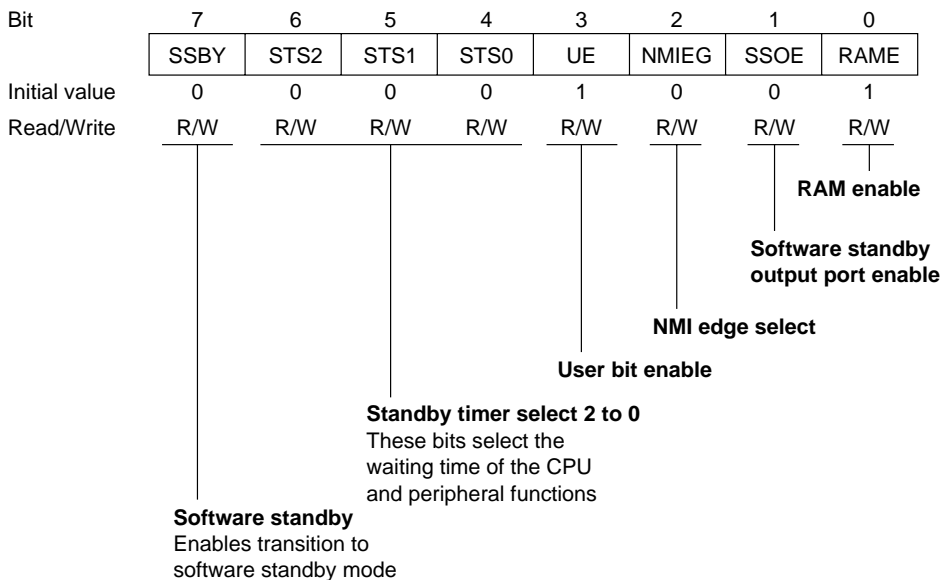 Bit 7 6 5 4 3 2 1 0
SSBY STS2 STS1 STS0 UE NMIEG SSOE RAME
Initial value 0 0 0 0 1 0 0 1
Read/Write R/W R/W R/W R/W R/W R/W R/W R/W
RAM enable
Software standby
output port enable
NMI edge select
User bit enable
Standby timer select 2 to 0
These bits select the
waiting time of the CPU
and peripheral functions
Software standby
Enables transition to
software standby mode